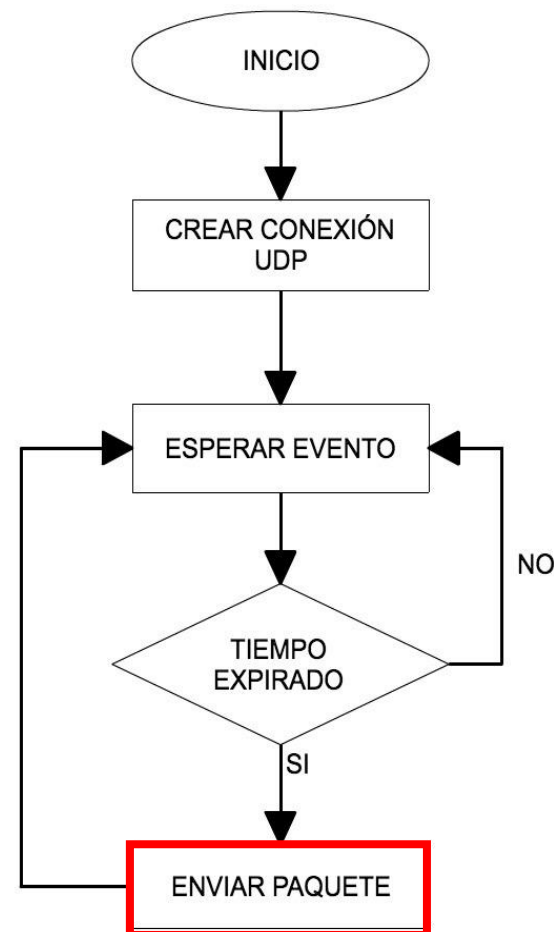 INICIO
CREAR CONEXIÓN
UDP
ESPERAR EVENTO
NO
TIEMPO
EXPIRADO
SI
ENVIAR PAQUETE